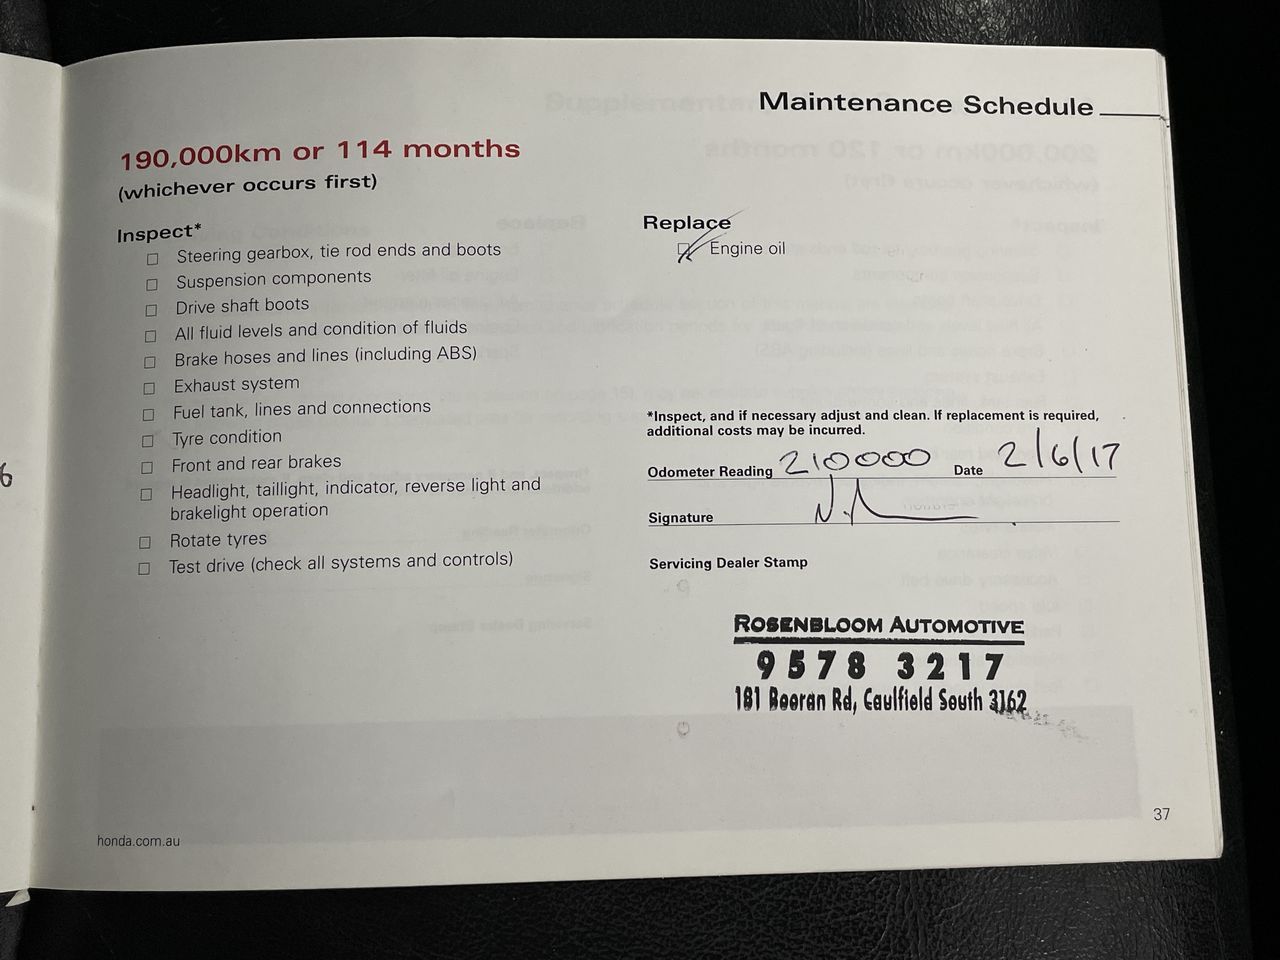 Maintenance Schedule
190,000km or 114 months
(whichever occurs first)
Inspect*
Steering gearbox, tie rod ends and boots
Suspension components
Drive shaft boots
All fluid levels and condition of fluids
Brake hoses and lines (including ABS)
Exhaust system
Fuel tank, lines and connections
Tyre condition
Front and rear brakes
Headlight, taillight, indicator, reverse light and
brakelight operation
Rotate tyres
Test drive (check all systems and controls)
Replace
Engine oil
*Inspect, and if necessary adjust and clean. If replacement is required,
additional costs may be incurred.
Odometer Reading 210000 Date 2/6/17
Signature
Servicing Dealer Stamp
ROSENBLOOM AUTOMOTIVE
9578 3217
181 Booran Rd, Caulfield South 3162
37
honda.com.au
6